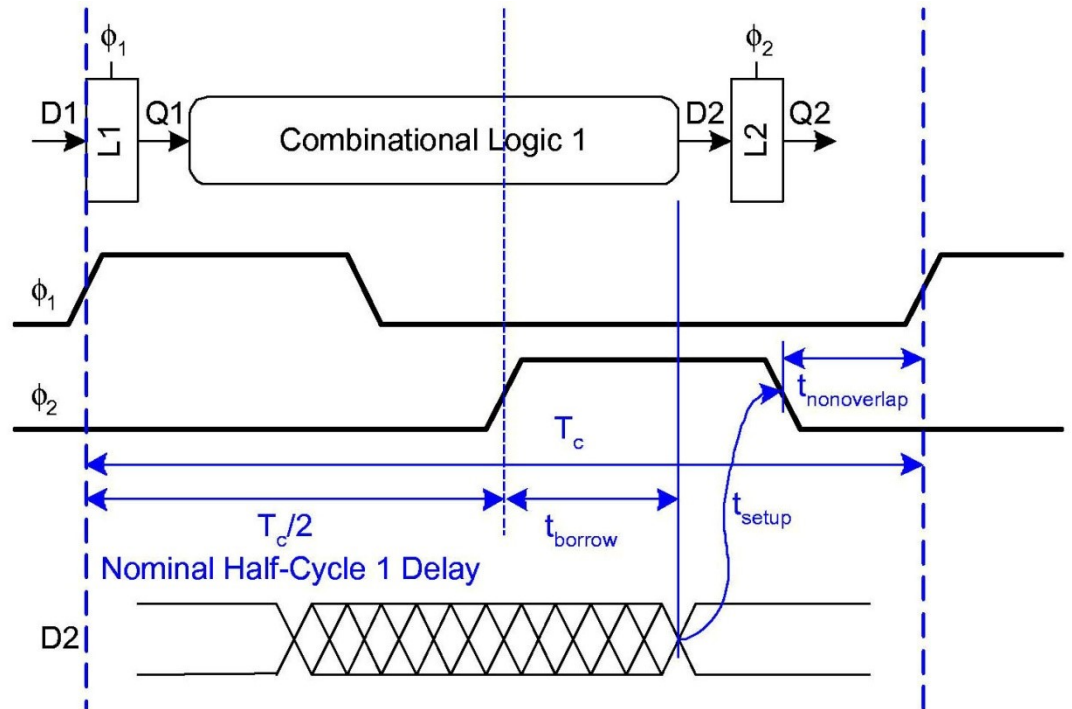 ϕ1 ϕ2
D1 L1 Q1 Combinational Logic 1 D2 L2 Q2
ϕ1
ϕ2
tnonoverlap
Tc
Tc/2 tborrow tsetup
Nominal Half-Cycle 1 Delay
D2